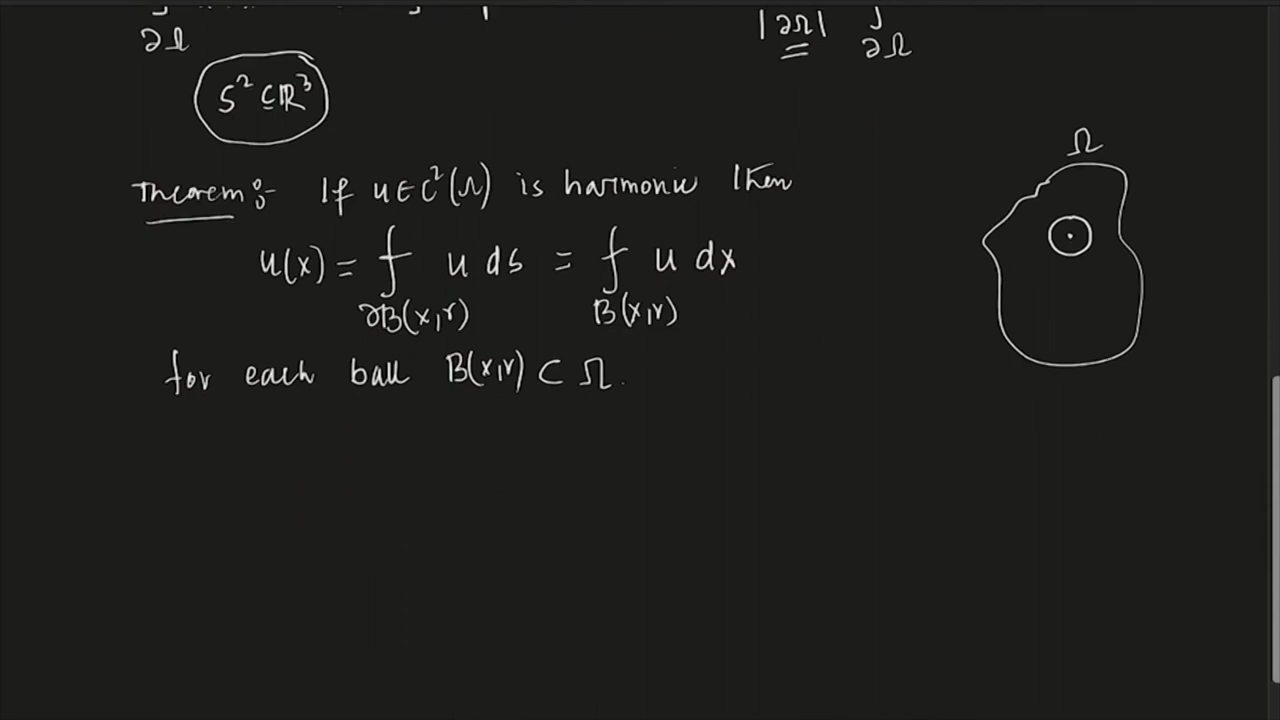 ∂Ω
|∂Ω| ∂Ω
S² ⊆ ℝ³
Ω
Theorem :- If u ∈ C²(Ω) is harmonic then
u(x) = ⨍ u ds = ⨍ u dx
∂B(x,r) B(x,r)
for each ball B(x,r) ⊂ Ω.